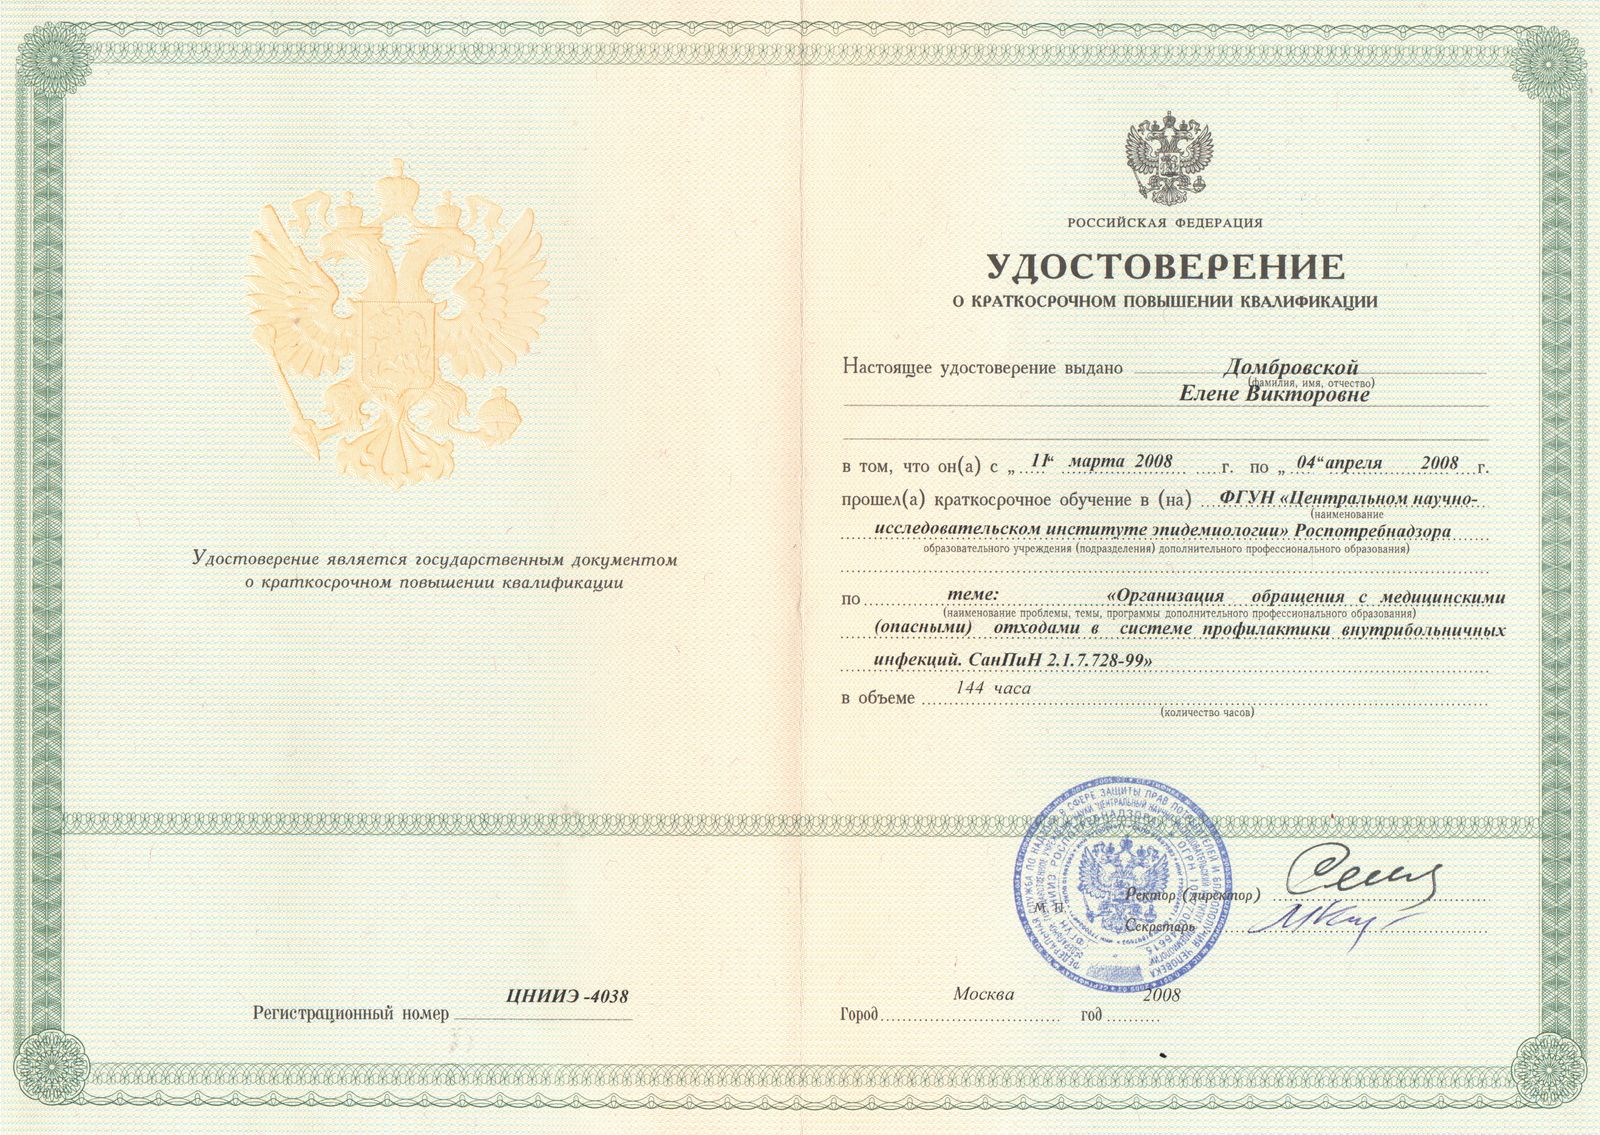 Удостоверение является государственным документом
о краткосрочном повышении квалификации
ЦНИИЭ -4038
Регистрационный номер
РОССИЙСКАЯ ФЕДЕРАЦИЯ
УДОСТОВЕРЕНИЕ
О КРАТКОСРОЧНОМ ПОВЫШЕНИИ КВАЛИФИКАЦИИ
Настоящее удостоверение выдано Домбровской
(фамилия, имя, отчество)
Елене Викторовне
в том, что он(а) с „ 11“ марта 2008 г. по „ 04“ апреля 2008 г.
прошел(а) краткосрочное обучение в (на) ФГУН «Центральном научно-
(наименование
исследовательском институте эпидемиологии» Роспотребнадзора
образовательного учреждения (подразделения) дополнительного профессионального образования)
по теме: «Организация обращения с медицинскими
(наименование проблемы, темы, программы дополнительного профессионального образования)
(опасными) отходами в системе профилактики внутрибольничных
инфекций. СанПиН 2.1.7.728-99»
в объеме 144 часа
(количество часов)
Ректор (директор)
М. П.
Секретарь
Москва 2008
Город год